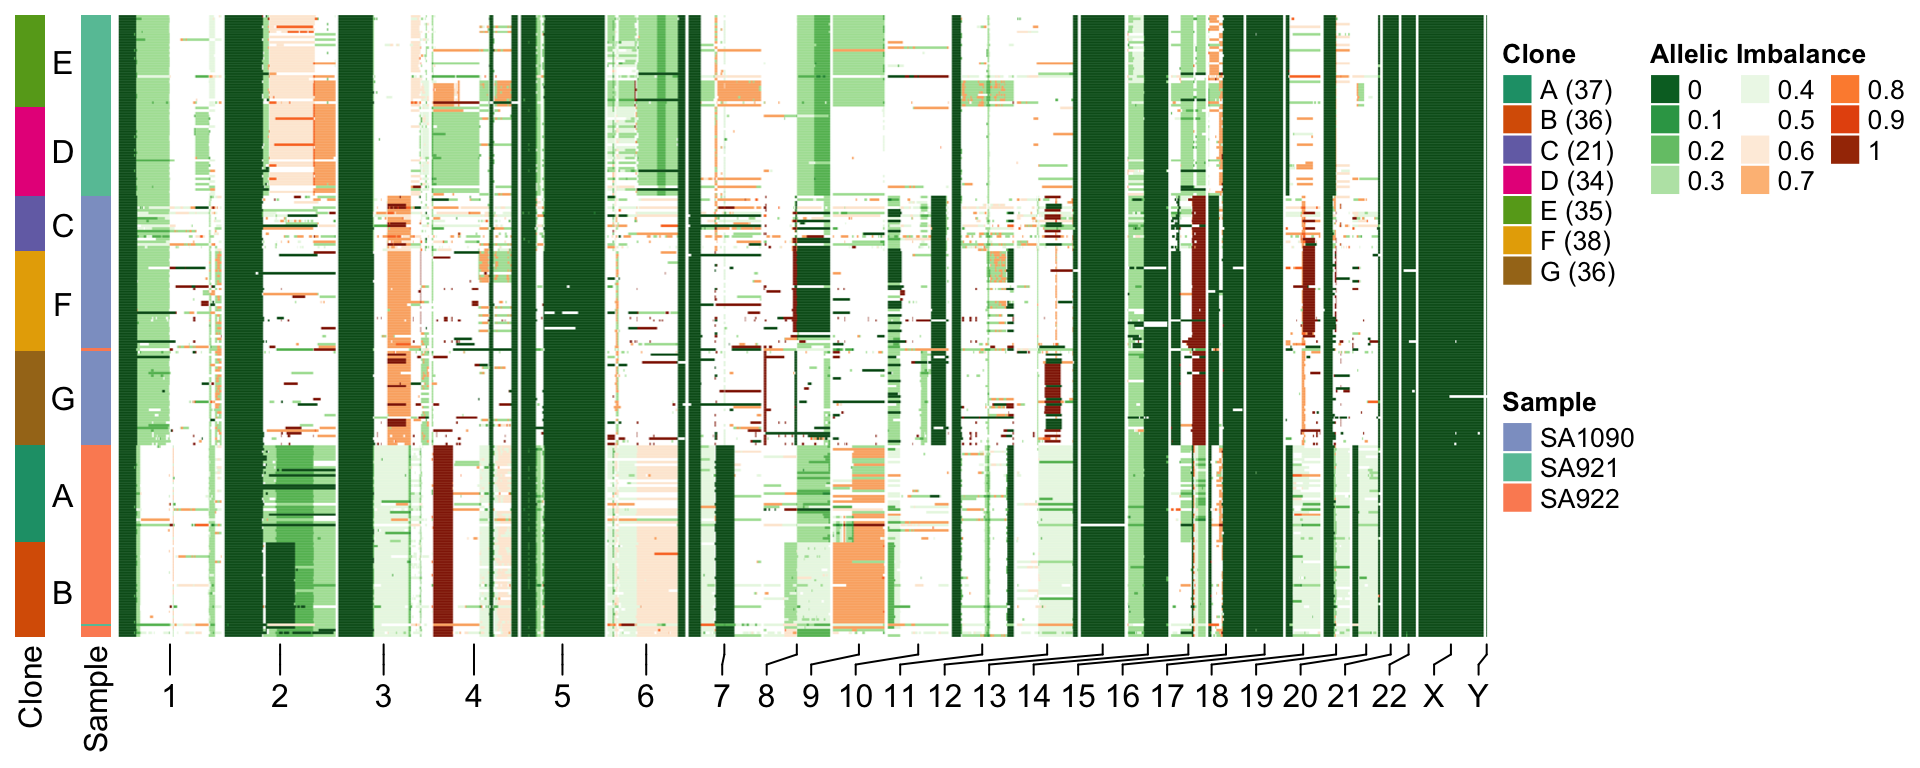 E
D
C
F
G
A
B
Clone
Sample
1 2 3 4 5 6 7 8 9 10 11 12 13 14 15 16 17 18 19 20 21 22 X Y
Clone
A (37)
B (36)
C (21)
D (34)
E (35)
F (38)
G (36)
Allelic Imbalance
0 0.4 0.8
0.1 0.5 0.9
0.2 0.6 1
0.3 0.7
Sample
SA1090
SA921
SA922